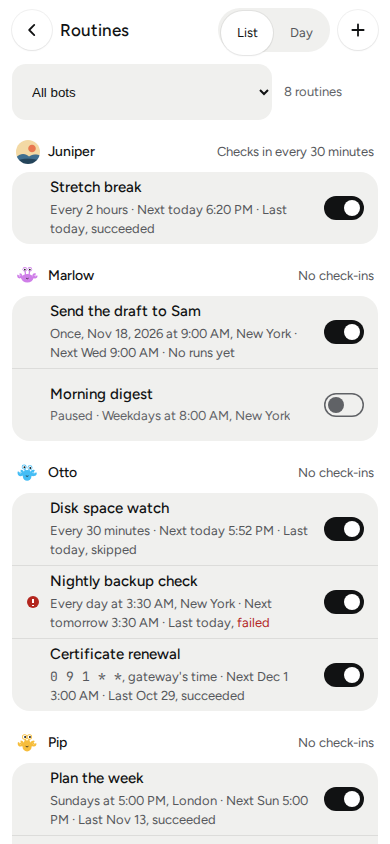 Routines
List
Day
All bots
8 routines
Juniper
Checks in every 30 minutes
Stretch break
Every 2 hours · Next today 6:20 PM · Last
today, succeeded
Marlow
No check-ins
Send the draft to Sam
Once, Nov 18, 2026 at 9:00 AM, New York ·
Next Wed 9:00 AM · No runs yet
Morning digest
Paused · Weekdays at 8:00 AM, New York
Otto
No check-ins
Disk space watch
Every 30 minutes · Next today 5:52 PM · Last
today, skipped
Nightly backup check
Every day at 3:30 AM, New York · Next
tomorrow 3:30 AM · Last today, failed
Certificate renewal
0 9 1 * *, gateway's time · Next Dec 1
3:00 AM · Last Oct 29, succeeded
Pip
No check-ins
Plan the week
Sundays at 5:00 PM, London · Next Sun 5:00
PM · Last Nov 13, succeeded